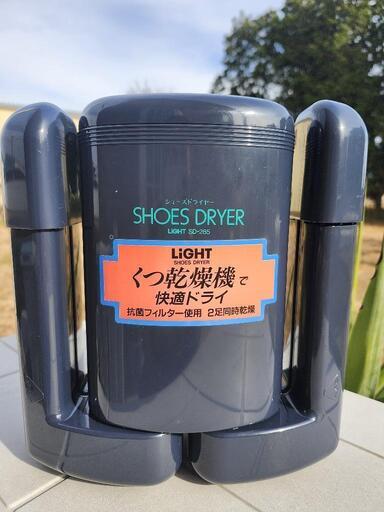 シューズドライヤー
SHOES DRYER
LIGHT SD-265
LiGHT
SHOES DRYER
くつ乾燥機で
快適ドライ
抗菌フィルター使用 2足同時乾燥